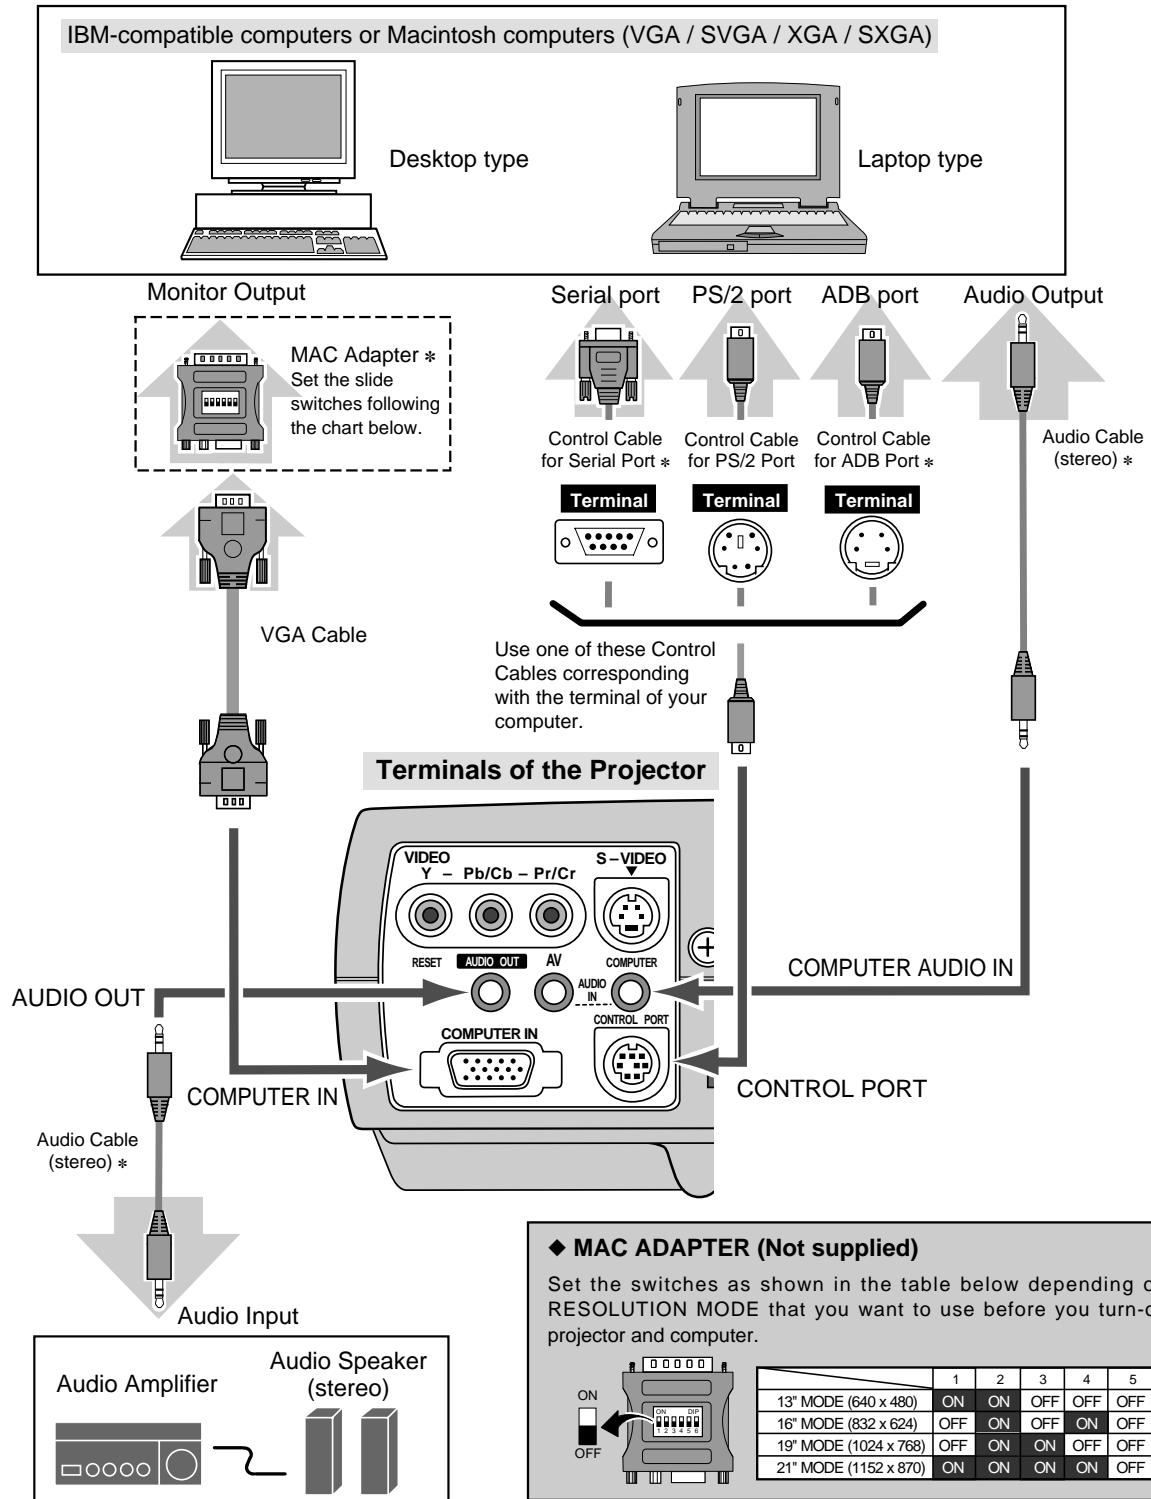 IBM-compatible computers or Macintosh computers (VGA / SVGA / XGA / SXGA)
Desktop type
Laptop type
Monitor Output
Serial port
PS/2 port
ADB port
Audio Output
MAC Adapter *
Set the slide
switches following
the chart below.
Control Cable
for Serial Port *
Control Cable
for PS/2 Port
Control Cable
for ADB Port *
Audio Cable
(stereo) *
Terminal
Terminal
Terminal
VGA Cable
Use one of these Control
Cables corresponding
with the terminal of your
computer.
Terminals of the Projector
VIDEO
Y – Pb/Cb – Pr/Cr
S–VIDEO
RESET
AUDIO OUT
AV
COMPUTER
AUDIO
IN
CONTROL PORT
COMPUTER IN
COMPUTER AUDIO IN
AUDIO OUT
COMPUTER IN
CONTROL PORT
Audio Cable
(stereo) *
Audio Input
Audio Amplifier
Audio Speaker
(stereo)
◆ MAC ADAPTER (Not supplied)
Set the switches as shown in the table below depending
RESOLUTION MODE that you want to use before you
projector and computer.
ON
OFF
ON DIP
1 2 3 4 5 6
1 2 3 4 5
13" MODE (640 x 480) ON ON OFF OFF OFF
16" MODE (832 x 624) OFF ON OFF ON OFF
19" MODE (1024 x 768) OFF ON ON OFF OFF
21" MODE (1152 x 870) ON ON ON ON OFF